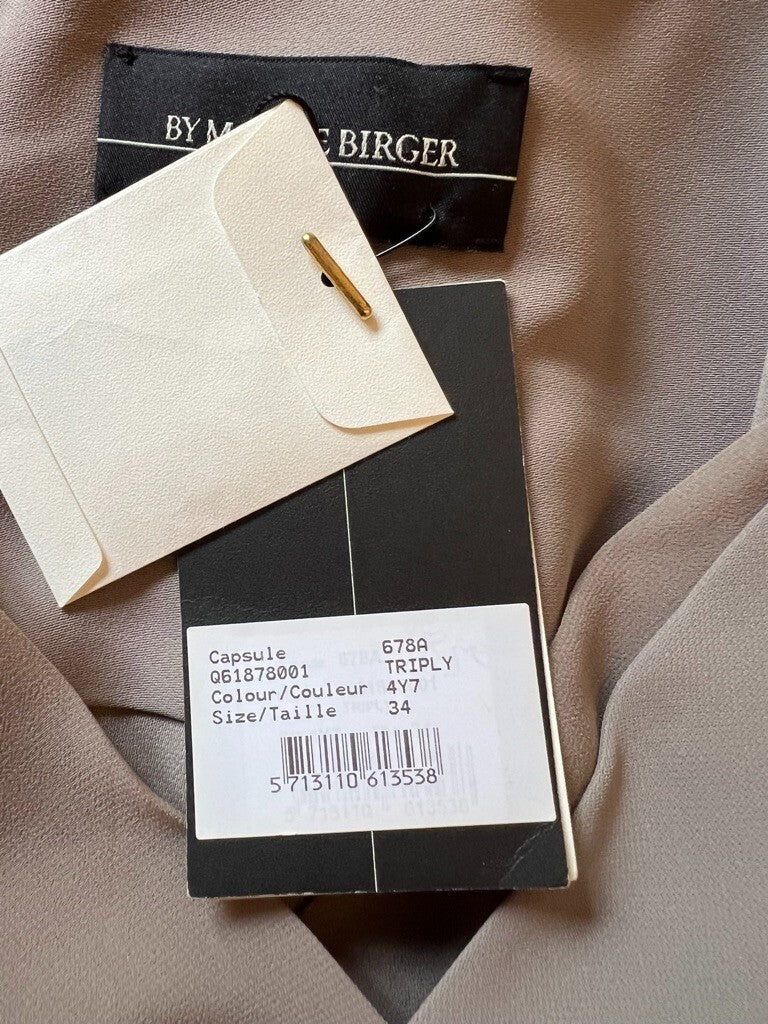 BY M E BIRGER
Capsule 678A
Q61878001 TRIPLY
Colour/Couleur 4Y7
Size/Taille 34
5 713110 613538